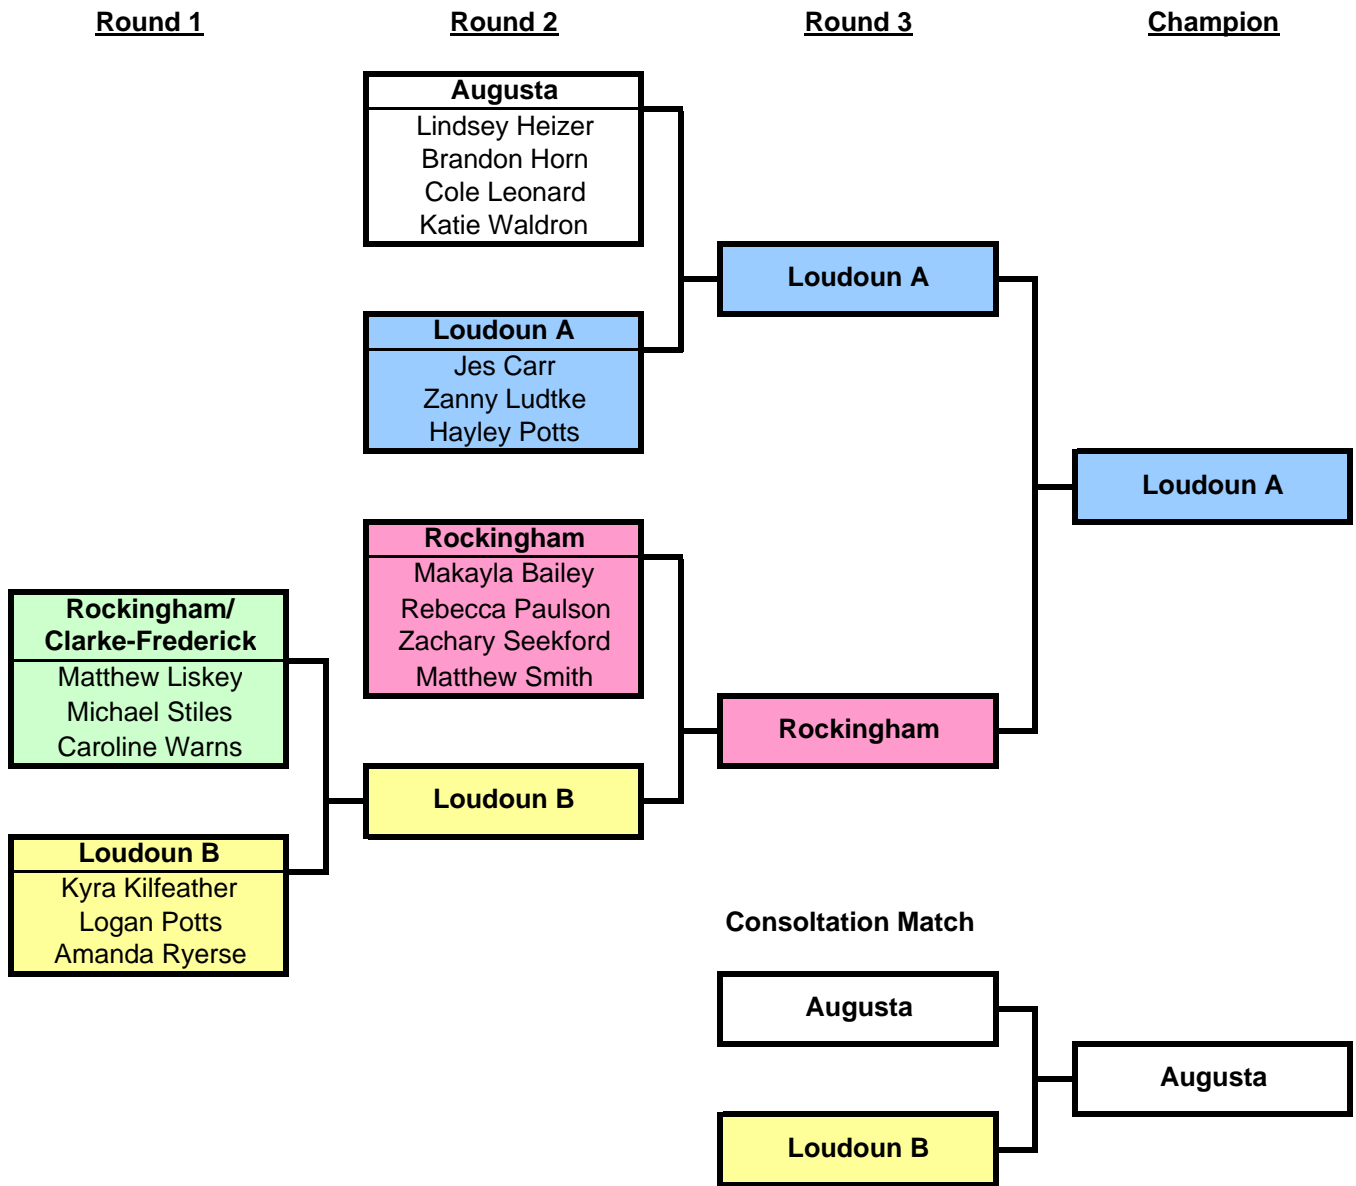 Round 1
Round 2
Round 3
Champion
Augusta
Lindsey Heizer
Brandon Horn
Cole Leonard
Katie Waldron
Loudoun A
Loudoun A
Jes Carr
Zanny Ludtke
Hayley Potts
Loudoun A
Rockingham
Makayla Bailey
Rebecca Paulson
Zachary Seekford
Matthew Smith
Rockingham/
Clarke-Frederick
Matthew Liskey
Michael Stiles
Caroline Warns
Rockingham
Loudoun B
Loudoun B
Kyra Kilfeather
Logan Potts
Amanda Ryerse
Consoltation Match
Augusta
Augusta
Loudoun B